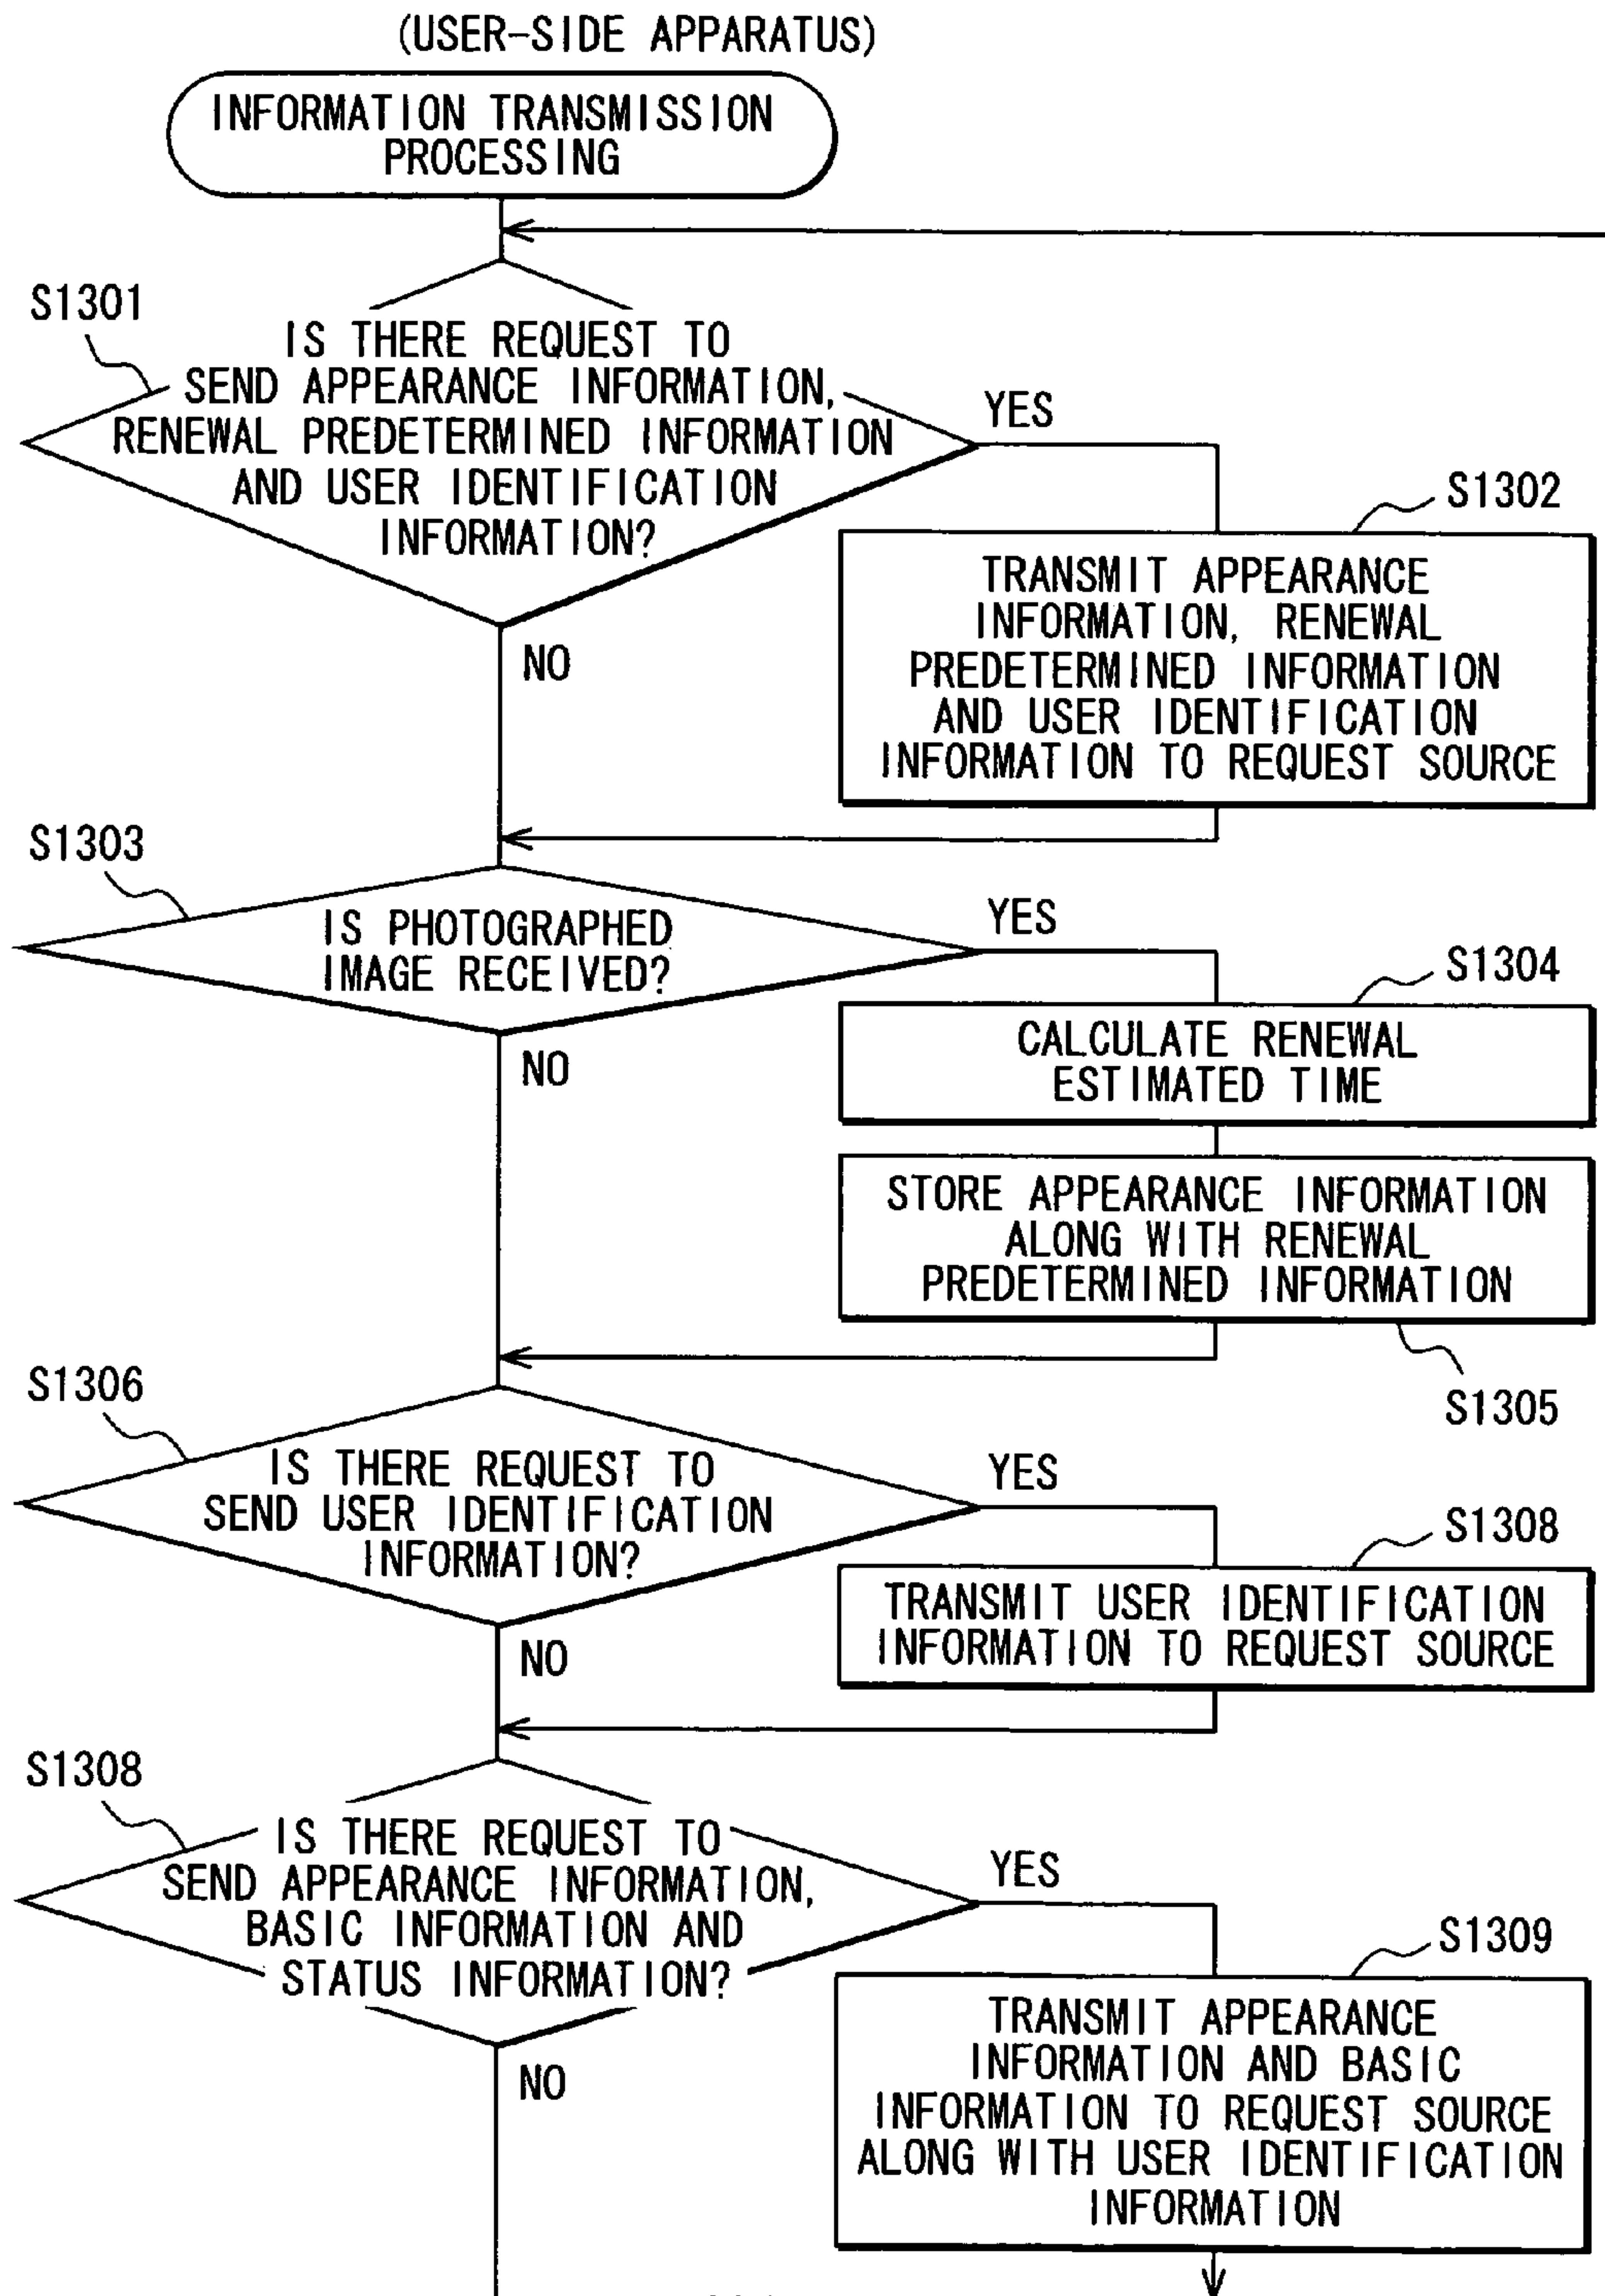 (USER-SIDE APPARATUS)
INFORMATION TRANSMISSION
PROCESSING
S1301
IS THERE REQUEST TO
SEND APPEARANCE INFORMATION,
RENEWAL PREDETERMINED INFORMATION
AND USER IDENTIFICATION
INFORMATION?
YES
NO
S1302
TRANSMIT APPEARANCE
INFORMATION, RENEWAL
PREDETERMINED INFORMATION
AND USER IDENTIFICATION
INFORMATION TO REQUEST SOURCE
S1303
IS PHOTOGRAPHED
IMAGE RECEIVED?
YES
NO
S1304
CALCULATE RENEWAL
ESTIMATED TIME
STORE APPEARANCE INFORMATION
ALONG WITH RENEWAL
PREDETERMINED INFORMATION
S1305
S1306
IS THERE REQUEST TO
SEND USER IDENTIFICATION
INFORMATION?
YES
NO
S1308
TRANSMIT USER IDENTIFICATION
INFORMATION TO REQUEST SOURCE
S1308
IS THERE REQUEST TO
SEND APPEARANCE INFORMATION,
BASIC INFORMATION AND
STATUS INFORMATION?
YES
NO
S1309
TRANSMIT APPEARANCE
INFORMATION AND BASIC
INFORMATION TO REQUEST SOURCE
ALONG WITH USER IDENTIFICATION
INFORMATION